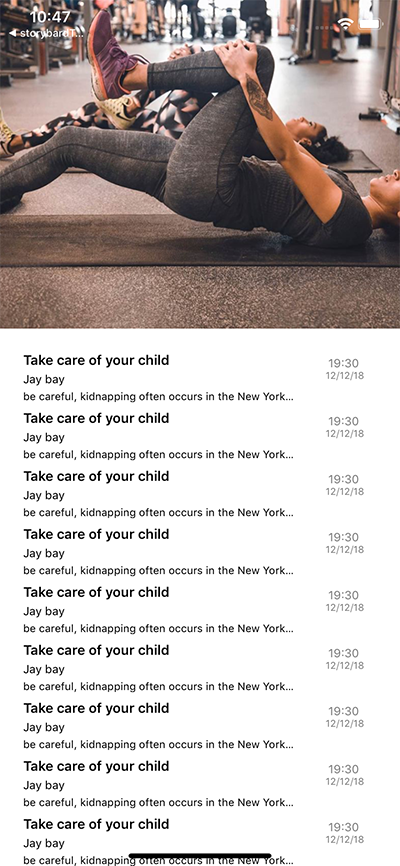 10:47
storybardT...
Take care of your child
19:30
Jay bay
12/12/18
be careful, kidnapping often occurs in the New York...
Take care of your child
19:30
Jay bay
12/12/18
be careful, kidnapping often occurs in the New York...
Take care of your child
19:30
Jay bay
12/12/18
be careful, kidnapping often occurs in the New York...
Take care of your child
19:30
Jay bay
12/12/18
be careful, kidnapping often occurs in the New York...
Take care of your child
19:30
Jay bay
12/12/18
be careful, kidnapping often occurs in the New York...
Take care of your child
19:30
Jay bay
12/12/18
be careful, kidnapping often occurs in the New York...
Take care of your child
19:30
Jay bay
12/12/18
be careful, kidnapping often occurs in the New York...
Take care of your child
19:30
Jay bay
12/12/18
be careful, kidnapping often occurs in the New York...
Take care of your child
19:30
Jay bay
12/12/18
be careful, kidnapping often occurs in the New York...